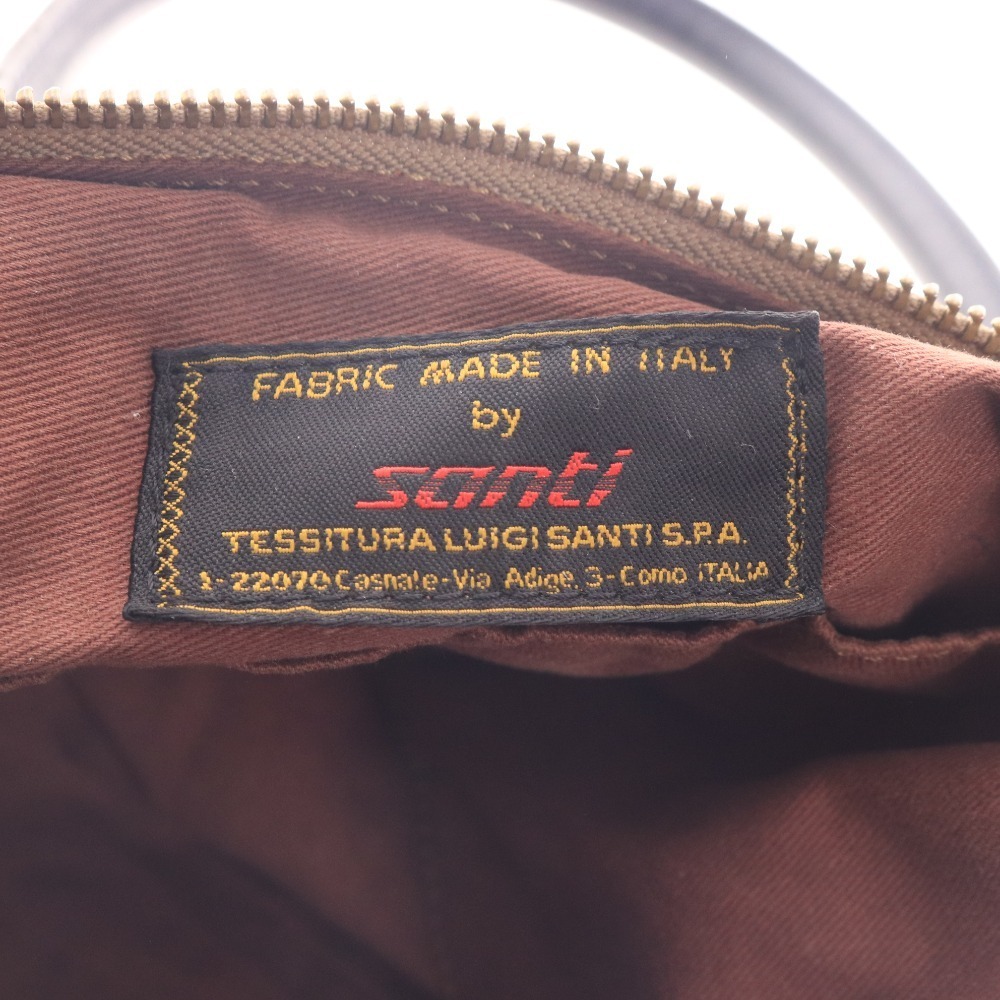 FABRIC MADE IN ITALY
by
santi
TESSITURA LUIGI SANTI S.P.A.
I-22070 Casnate-Via Adige, 3-Como ITALIA